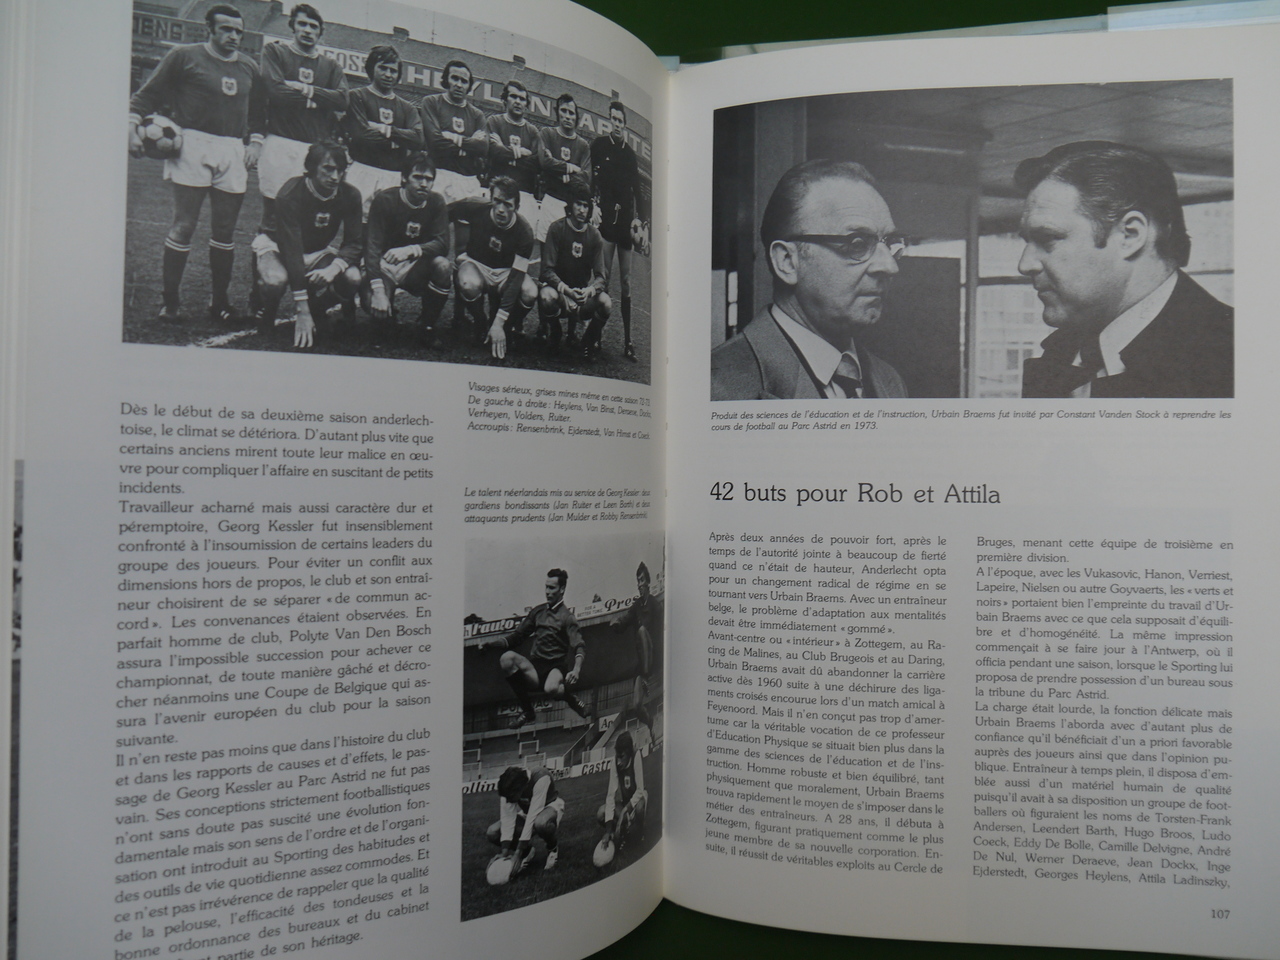 HEYLEN
Visages sérieux, grises mines même en cette saison 72-73.
De gauche à droite : Heylens, Van Binst, Deraeve, Dockx,
Verheyen, Volders, Ruiter.
Accroupis : Rensenbrink, Ejderstedt, Van Himst et Coeck.
Dès le début de sa deuxième saison anderlech-
toise, le climat se détériora. D'autant plus vite que
certains anciens mirent toute leur malice en œu-
vre pour compliquer l'affaire en suscitant de petits
incidents.
Travailleur acharné mais aussi caractère dur et
péremptoire, Georg Kessler fut insensiblement
confronté à l'insoumission de certains leaders du
groupe des joueurs. Pour éviter un conflit aux
dimensions hors de propos, le club et son entraî-
neur choisirent de se séparer « de commun ac-
cord ». Les convenances étaient observées. En
parfait homme de club, Polyte Van Den Bosch
assura l'impossible succession pour achever ce
championnat, de toute manière gâché et décro-
cher néanmoins une Coupe de Belgique qui as-
sura l'avenir européen du club pour la saison
suivante.
Il n'en reste pas moins que dans l'histoire du club
et dans les rapports de causes et d'effets, le pas-
sage de Georg Kessler au Parc Astrid ne fut pas
vain. Ses conceptions strictement footballistiques
n'ont sans doute pas suscité une évolution fon-
damentale mais son sens de l'ordre et de l'organi-
sation ont introduit au Sporting des habitudes et
des outils de vie quotidienne assez commodes. Et
ce n'est pas irrévérence de rappeler que la qualité
de la pelouse, l'efficacité des tondeuses et la
bonne ordonnance des bureaux et du cabinet
partie de son héritage.
Le talent néerlandais mis au service de Georg Kessler: deux
gardiens bondissants (Jan Ruiter et Leen Barth) et deux
attaquants prudents (Jan Mulder et Robby Rensenbrink).
Pres
Castr
Produit des sciences de l'éducation et de l'instruction, Urbain Braems fut invité par Constant Vanden Stock à reprendre les
cours de football au Parc Astrid en 1973.
42 buts pour Rob et Attila
Après deux années de pouvoir fort, après le
temps de l'autorité jointe à beaucoup de fierté
quand ce n'était de hauteur, Anderlecht opta
pour un changement radical de régime en se
tournant vers Urbain Braems. Avec un entraîneur
belge, le problème d'adaptation aux mentalités
devait être immédiatement « gommé ».
Avant-centre ou « intérieur » à Zottegem, au Ra-
cing de Malines, au Club Brugeois et au Daring,
Urbain Braems avait dû abandonner la carrière
active dès 1960 suite à une déchirure des liga-
ments croisés encourue lors d'un match amical à
Feyenoord. Mais il n'en conçut pas trop d'amer-
tume car la véritable vocation de ce professeur
d'Education Physique se situait bien plus dans la
gamme des sciences de l'éducation et de l'ins-
truction. Homme robuste et bien équilibré, tant
physiquement que moralement, Urbain Braems
trouva rapidement le moyen de s'imposer dans le
métier des entraîneurs. A 28 ans, il débuta à
Zottegem, figurant pratiquement comme le plus
jeune membre de sa nouvelle corporation. En-
suite, il réussit de véritables exploits au Cercle de
Bruges, menant cette équipe de troisième en
première division.
A l'époque, avec les Vukasovic, Hanon, Verriest,
Lapeire, Nielsen ou autre Goyvaerts, les « verts et
noirs » portaient bien l'empreinte du travail d'Ur-
bain Braems avec ce que cela supposait d'équili-
bre et d'homogénéité. La même impression
commençait à se faire jour à l'Antwerp, où il
officia pendant une saison, lorsque le Sporting lui
proposa de prendre possession d'un bureau sous
la tribune du Parc Astrid.
La charge était lourde, la fonction délicate mais
Urbain Braems l'aborda avec d'autant plus de
confiance qu'il bénéficiait d'un a priori favorable
auprès des joueurs ainsi que dans l'opinion pu-
blique. Entraîneur à temps plein, il disposa d'em-
blée aussi d'un matériel humain de qualité
puisqu'il avait à sa disposition un groupe de foot-
ballers où figuraient les noms de Torsten-Frank
Andersen, Leendert Barth, Hugo Broos, Ludo
Coeck, Eddy De Bolle, Camille Delvigne, André
De Nul, Werner Deraeve, Jean Dockx, Inge
Ejderstedt, Georges Heylens, Attila Ladinszky,
107